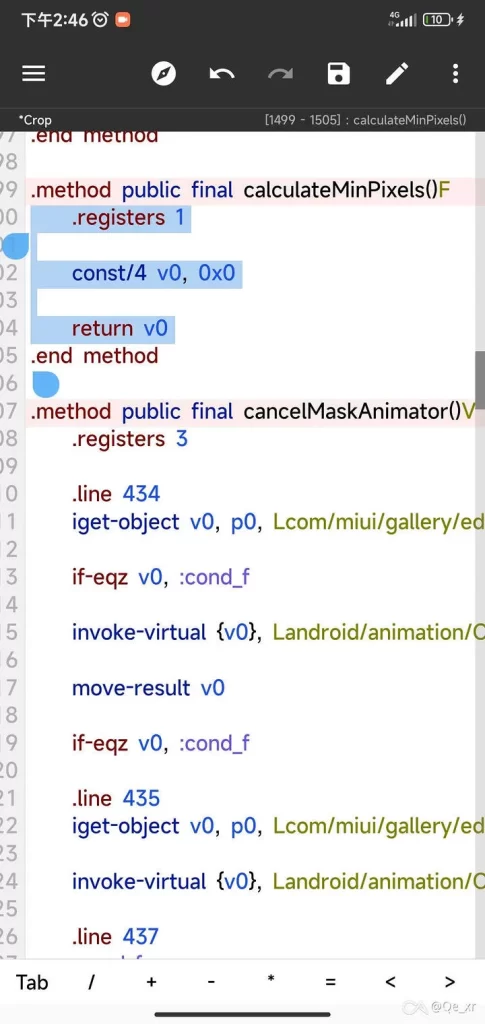 下午2:46
4G
10
*Crop
[1499 - 1505] : calculateMinPixels()
97 .end method
98
99 .method public final calculateMinPixels()F
00 .registers 1
02 const/4 v0, 0x0
03
04 return v0
05 .end method
06
07 .method public final cancelMaskAnimator()V
08 .registers 3
09
10 .line 434
11 iget-object v0, p0, Lcom/miui/gallery/ed
12
13 if-eqz v0, :cond_f
14
15 invoke-virtual {v0}, Landroid/animation/
16
17 move-result v0
18
19 if-eqz v0, :cond_f
20
21 .line 435
22 iget-object v0, p0, Lcom/miui/gallery/ed
23
24 invoke-virtual {v0}, Landroid/animation/
25
26 .line 437
Tab / + - * = < >
@Qe_xr